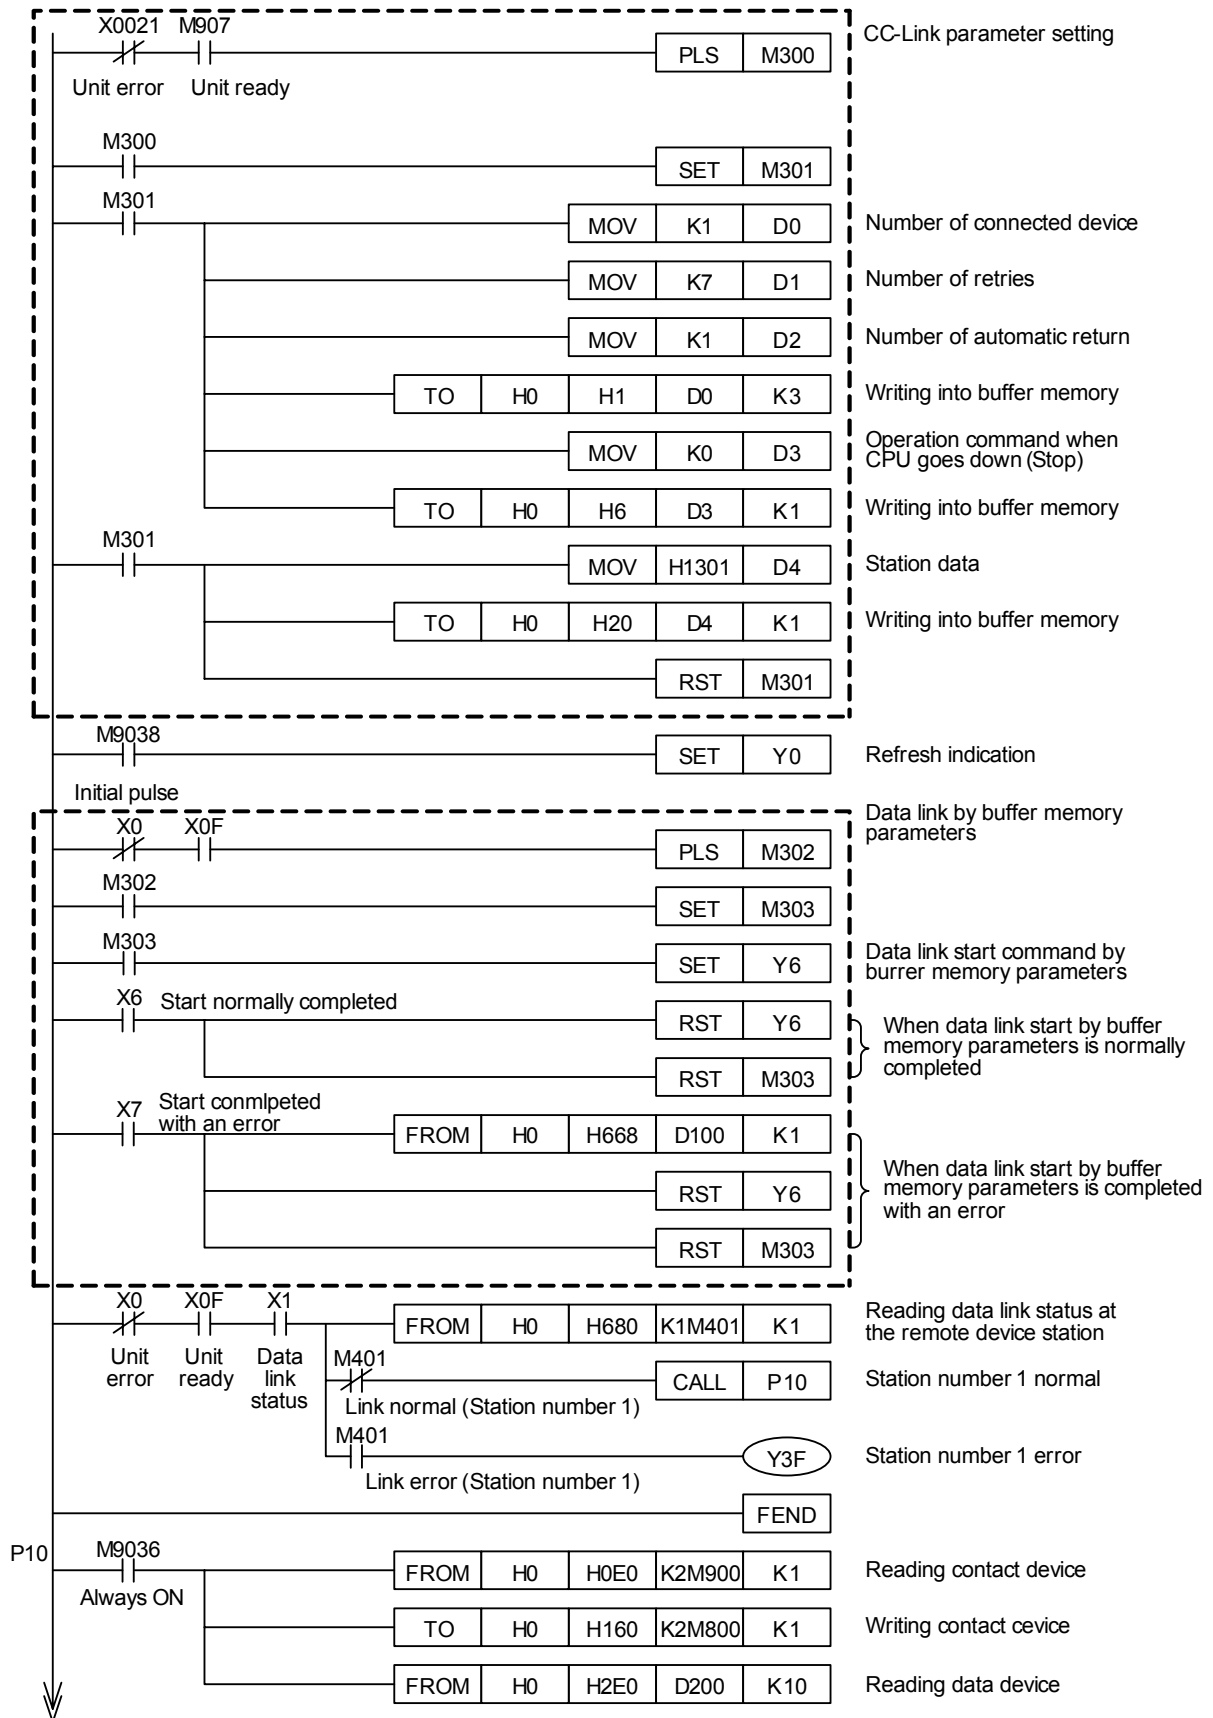 X0021 M907
CC-Link parameter setting
PLS M300
Unit error Unit ready
M300
SET M301
M301
MOV K1 D0 Number of connected device
MOV K7 D1 Number of retries
MOV K1 D2 Number of automatic return
TO H0 H1 D0 K3 Writing into buffer memory
MOV K0 D3 Operation command when
CPU goes down (Stop)
TO H0 H6 D3 K1 Writing into buffer memory
M301
MOV H1301 D4 Station data
TO H0 H20 D4 K1 Writing into buffer memory
RST M301
M9038
SET Y0 Refresh indication
Initial pulse
Data link by buffer memory
parameters
X0 X0F
PLS M302
M302
SET M303
M303
SET Y6 Data link start command by
burrer memory parameters
X6 Start normally completed
RST Y6
RST M303
When data link start by buffer
memory parameters is normally
completed
X7 Start conmlpeted
with an error
FROM H0 H668 D100 K1
RST Y6
RST M303
When data link start by buffer
memory parameters is completed
with an error
X0 X0F X1
FROM H0 H680 K1M401 K1 Reading data link status at
the remote device station
Unit
error
Unit
ready
Data
link
status
M401
CALL P10 Station number 1 normal
Link normal (Station number 1)
M401
Y3F Station number 1 error
Link error (Station number 1)
FEND
P10 M9036
FROM H0 H0E0 K2M900 K1 Reading contact device
Always ON
TO H0 H160 K2M800 K1 Writing contact cevice
FROM H0 H2E0 D200 K10 Reading data device